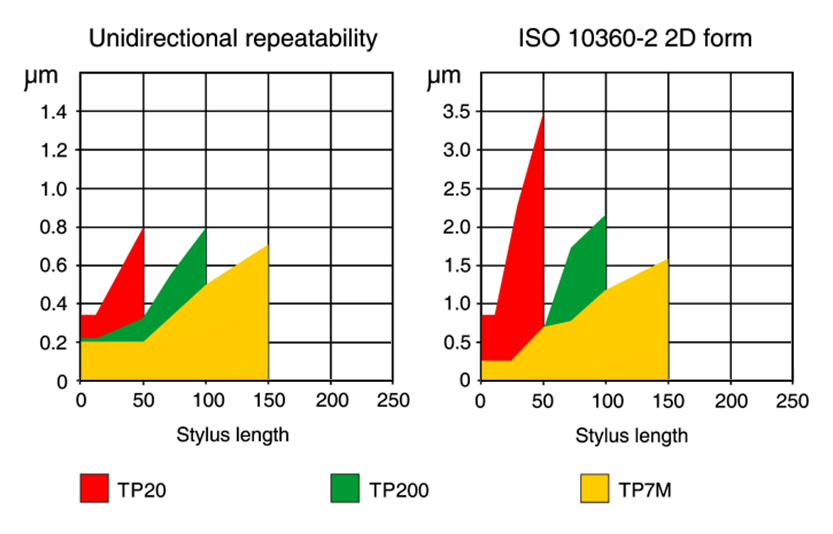 Unidirectional repeatability
ISO 10360-2 2D form
µm
1.4
1.2
1.0
0.8
0.6
0.4
0.2
0
0 50 100 150 200 250
Stylus length
µm
3.5
3.0
2.5
2.0
1.5
1.0
0.5
0
0 50 100 150 200 250
Stylus length
TP20 TP200 TP7M